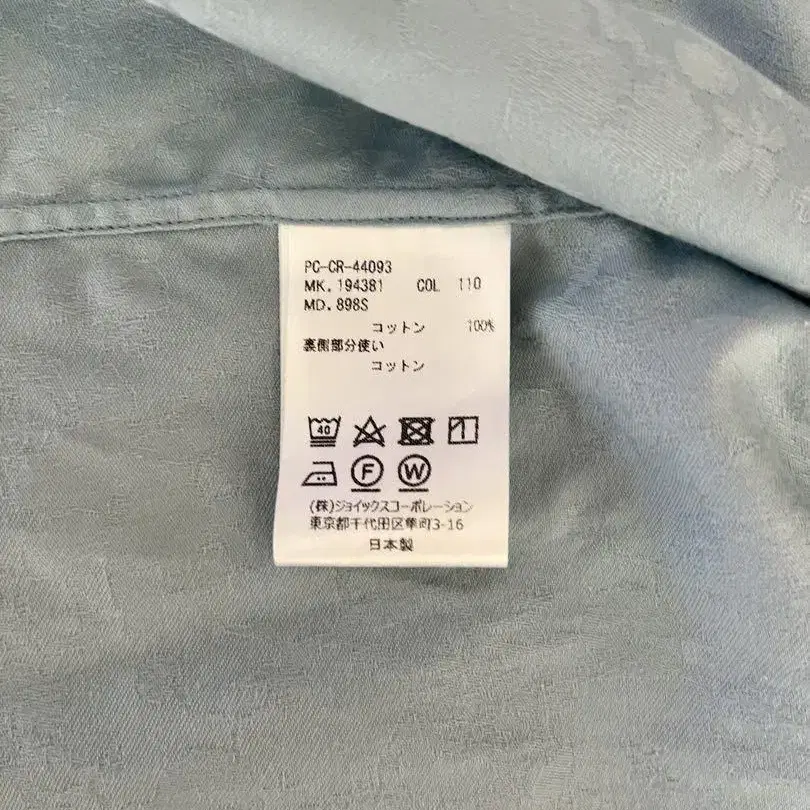 PC-CR-44093
MK. 194381 COL 110
MD. 898S
コットン 100%
裏側部分使い
コットン
40
F W
(株)ジョイックスコーポレーション
東京都千代田区隼町3-16
日本製